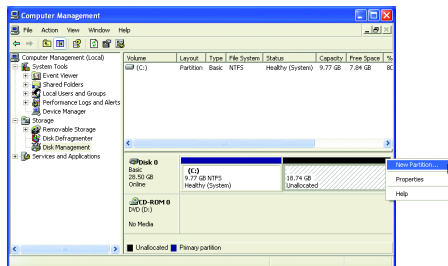 Computer Management
File Action View Window Help
Computer Management (Local)
System Tools
Event Viewer
Shared Folders
Local Users and Groups
Performance Logs and Alerts
Device Manager
Storage
Removable Storage
Disk Defragmenter
Disk Management
Services and Applications
Volume Layout Type File System Status Capacity Free Space %
(C:) Partition Basic NTFS Healthy (System) 9.77 GB 7.84 GB 80
Disk 0
Basic
28.50 GB
Online
(C:)
9.77 GB NTFS
Healthy (System)
18.74 GB
Unallocated
CD-ROM 0
DVD (D:)
No Media
Unallocated Primary partition
New Partition...
Properties
Help